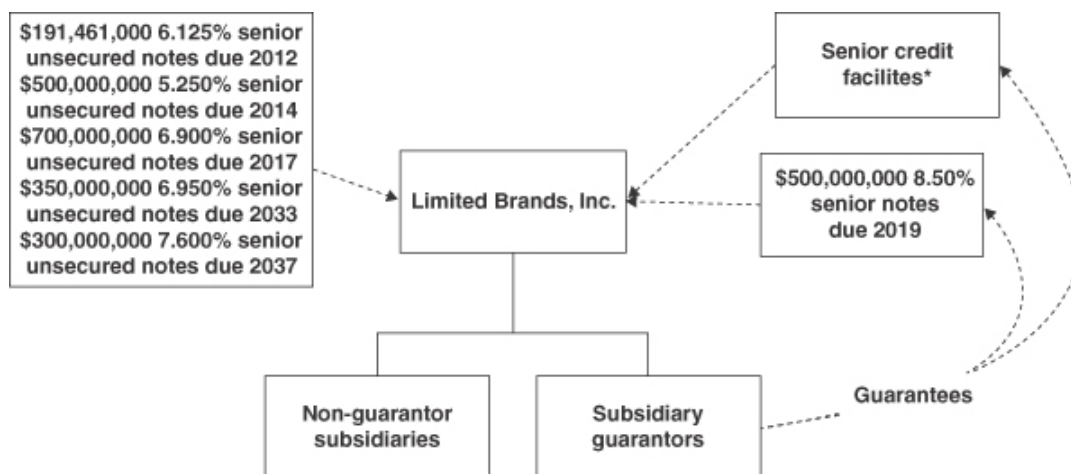 $191,461,000 6.125% senior
unsecured notes due 2012
$500,000,000 5.250% senior
unsecured notes due 2014
$700,000,000 6.900% senior
unsecured notes due 2017
$350,000,000 6.950% senior
unsecured notes due 2033
$300,000,000 7.600% senior
unsecured notes due 2037
Limited Brands, Inc.
Senior credit
facilites*
$500,000,000 8.50%
senior notes
due 2019
Non-guarantor
subsidiaries
Subsidiary
guarantors
Guarantees